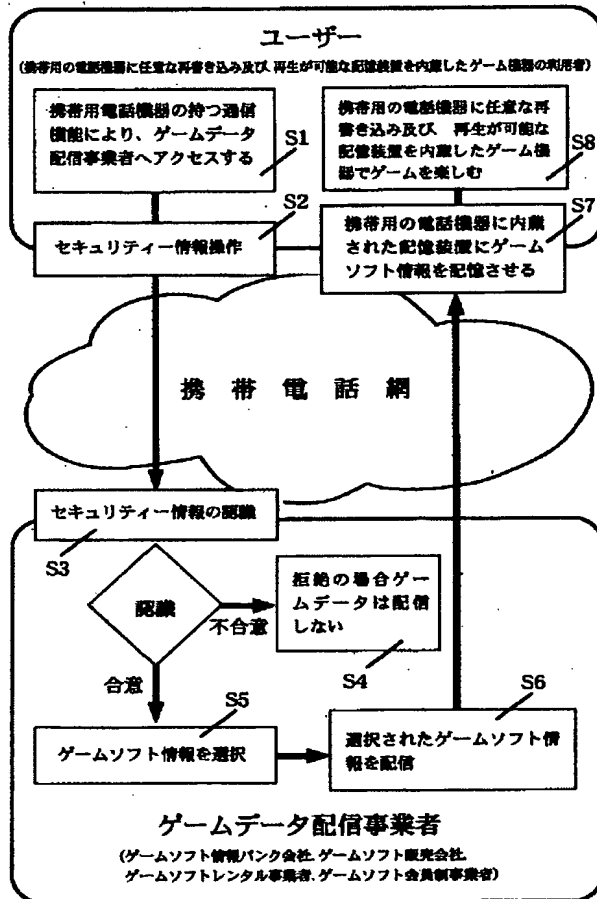 ユーザー
(携帯用の電話機器に任意な再書き込み及び、再生が可能な記憶装置を内蔵したゲーム機器の利用者)
携帯用電話機器の持つ通信
機能により、ゲームデータ
配信事業者へアクセスする
S1
携帯用の電話機器に任意な再
書き込み及び、再生が可能な
記憶装置を内蔵したゲーム機
器でゲームを楽しむ
S8
S2
セキュリティー情報操作
S7
携帯用の電話機器に内蔵
された記憶装置にゲーム
ソフト情報を記憶させる
携帯電話網
セキュリティー情報の認識
S3
認識
不合意
拒絶の場合ゲー
ムデータは配信
しない
S4
合意
S5
ゲームソフト情報を選択
S6
選択されたゲームソフト情
報を配信
ゲームデータ配信事業者
(ゲームソフト情報バンク会社、ゲームソフト販売会社、
ゲームソフトレンタル事業者、ゲームソフト会員制事業者)